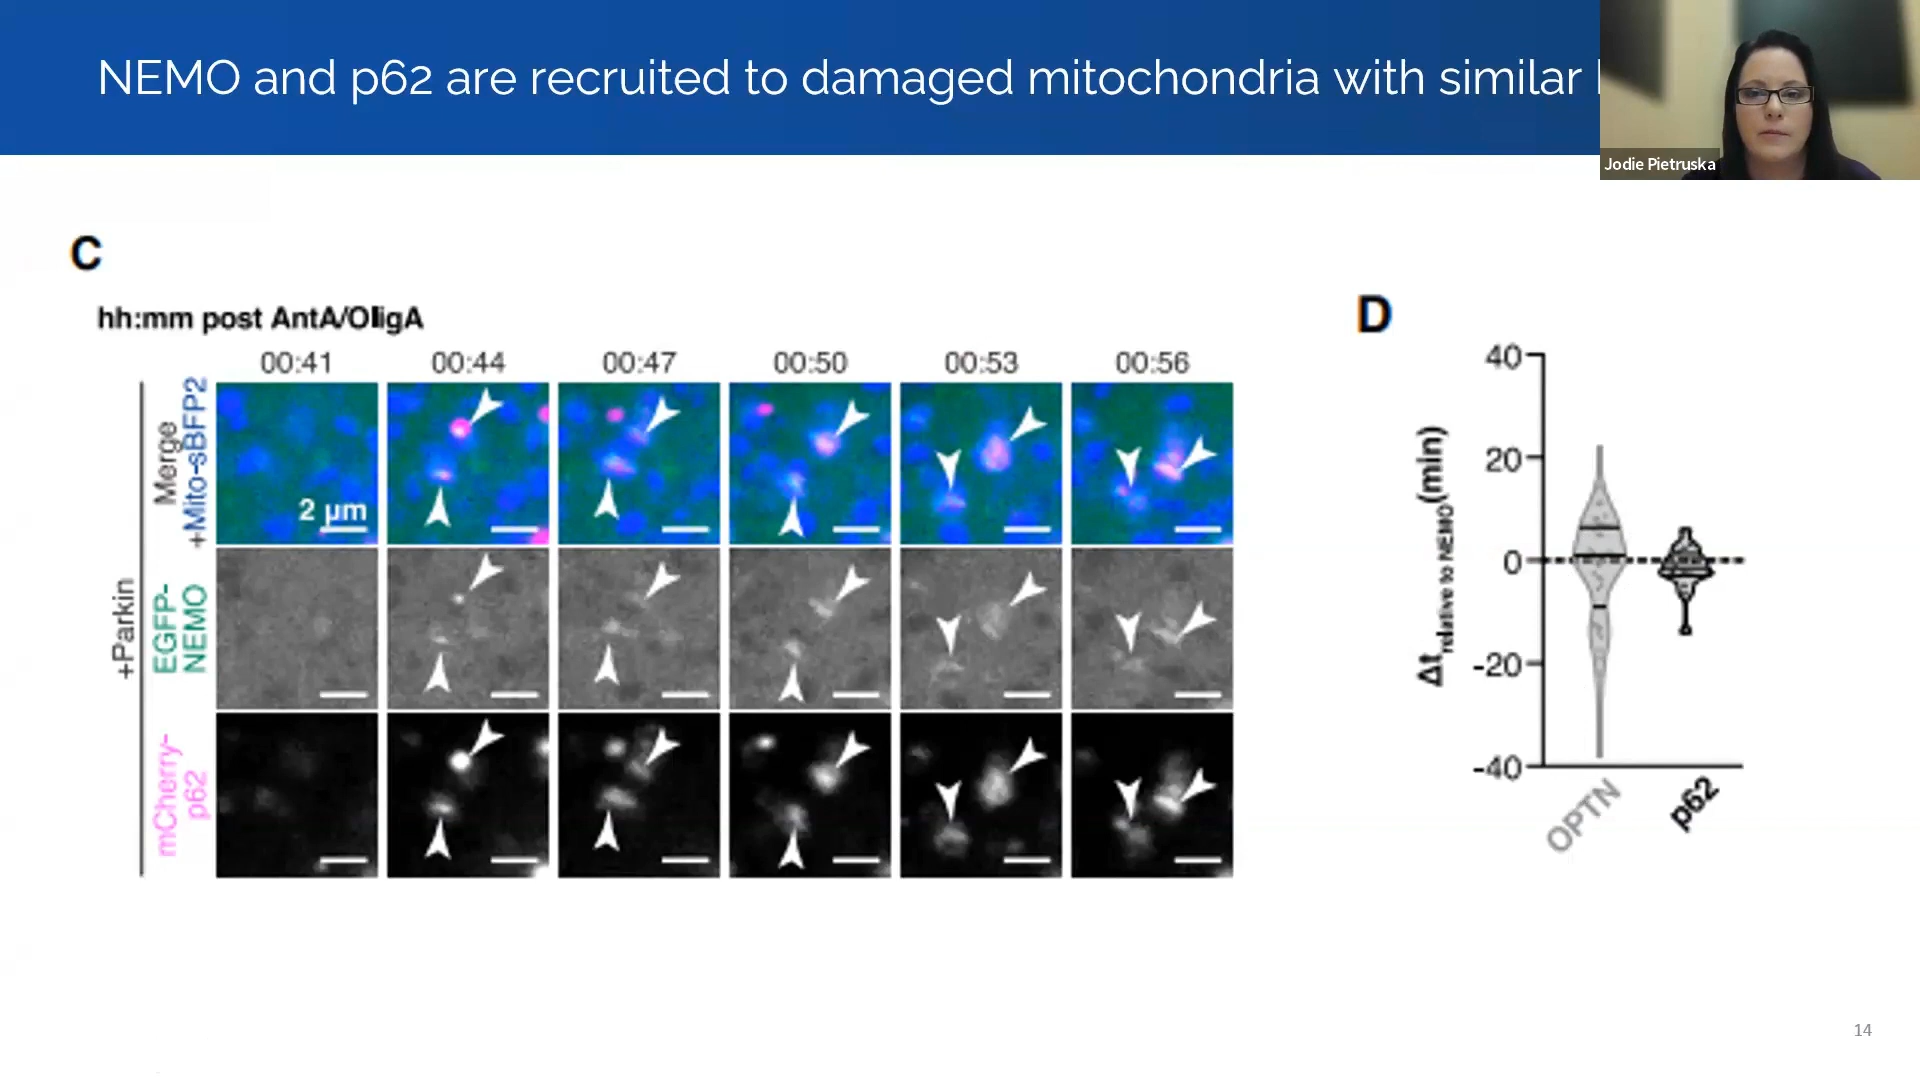 NEMO and p62 are recruited to damaged mitochondria with similar
Jodie Pietruska
C
hh:mm post AntA/OligA
00:41 00:44 00:47 00:50 00:53 00:56
+Parkin
Merge
+Mito-sBFP2
2 µm
EGFP-
NEMO
mCherry-
p62
D
Δt relative to NEMO (min)
40
20
0
-20
-40
OPTN
p62
14